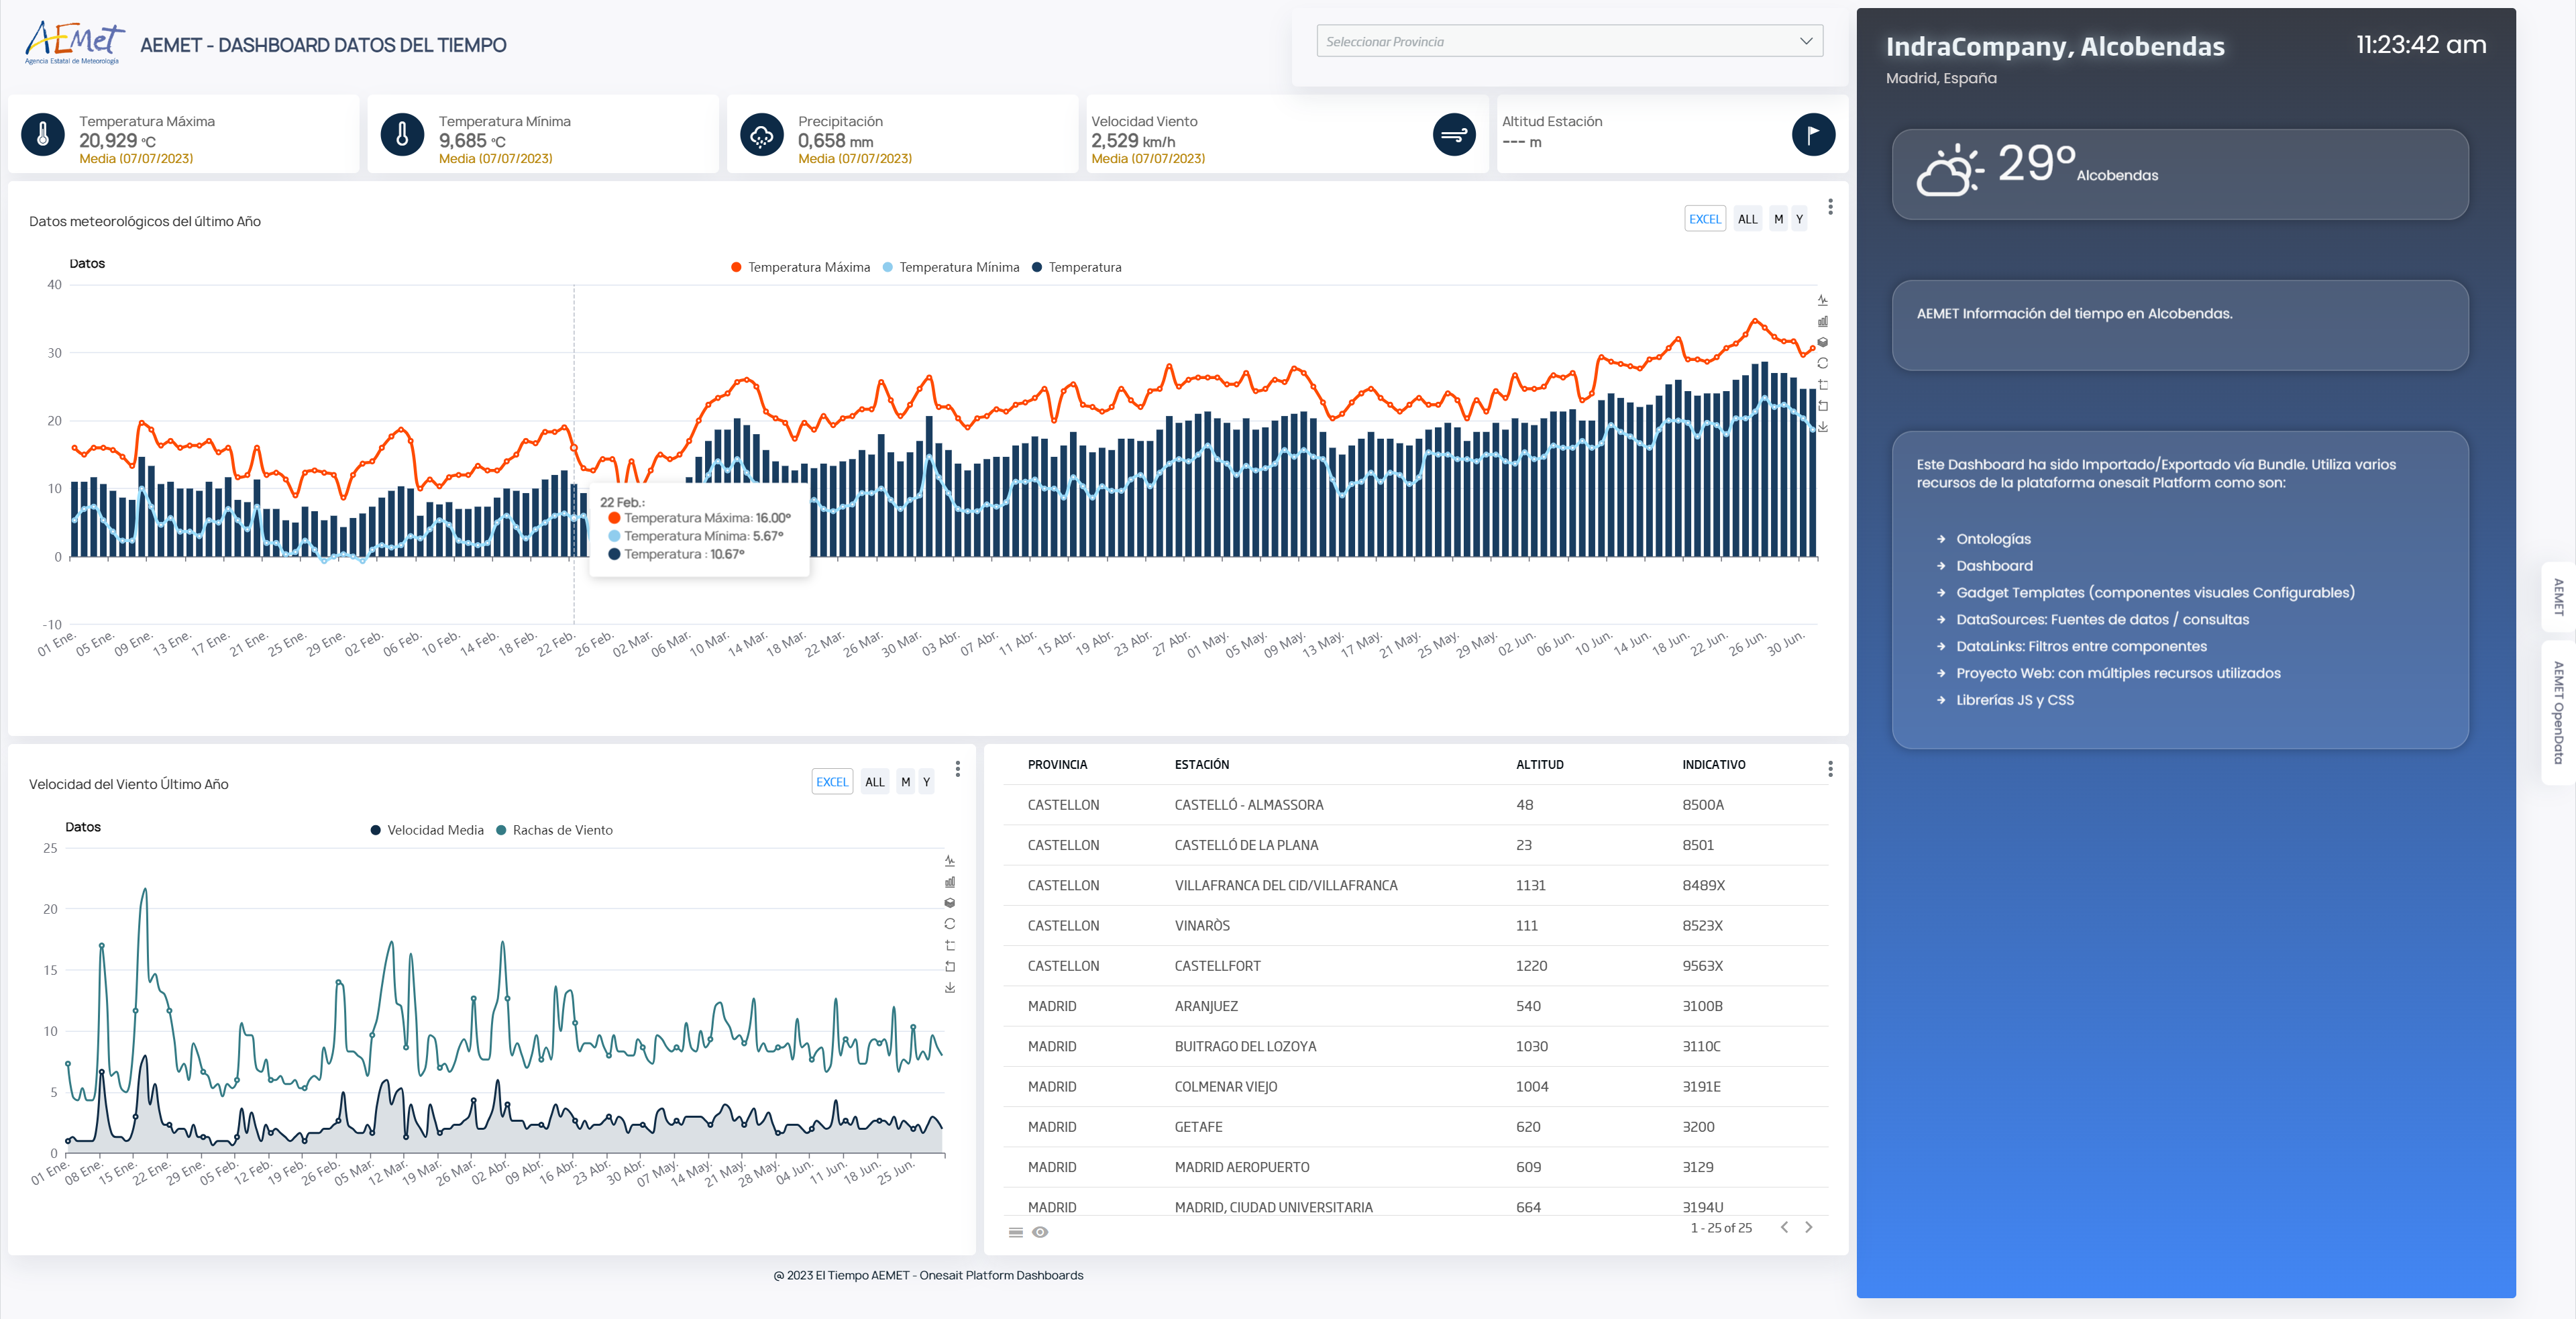 AEMet
Agencia Estatal de Meteorología
AEMET - DASHBOARD DATOS DEL TIEMPO
Seleccionar Provincia
Temperatura Máxima
20,929 ºC
Media (07/07/2023)
Temperatura Mínima
9,685 ºC
Media (07/07/2023)
Precipitación
0,658 mm
Media (07/07/2023)
Velocidad Viento
2,529 km/h
Media (07/07/2023)
Altitud Estación
--- m
Datos meteorológicos del último Año
EXCEL ALL M Y
Datos
Temperatura Máxima Temperatura Mínima Temperatura
40
30
20
10
0
-10
22 Feb.:
Temperatura Máxima: 16.00º
Temperatura Mínima: 5.67º
Temperatura : 10.67º
01 Ene. 05 Ene. 09 Ene. 13 Ene. 17 Ene. 21 Ene. 25 Ene. 29 Ene. 02 Feb. 06 Feb. 10 Feb. 14 Feb. 18 Feb. 22 Feb. 26 Feb. 02 Mar. 06 Mar. 10 Mar. 14 Mar. 18 Mar. 22 Mar. 26 Mar. 30 Mar. 03 Abr. 07 Abr. 11 Abr. 15 Abr. 19 Abr. 23 Abr. 27 Abr. 01 May. 05 May. 09 May. 13 May. 17 May. 21 May. 25 May. 29 May. 02 Jun. 06 Jun. 10 Jun. 14 Jun. 18 Jun. 22 Jun. 26 Jun. 30 Jun.
Velocidad del Viento Último Año
EXCEL ALL M Y
Datos
Velocidad Media Rachas de Viento
25
20
15
10
5
0
01 Ene. 08 Ene. 15 Ene. 22 Ene. 29 Ene. 05 Feb. 12 Feb. 19 Feb. 26 Feb. 05 Mar. 12 Mar. 19 Mar. 26 Mar. 02 Abr. 09 Abr. 16 Abr. 23 Abr. 30 Abr. 07 May. 14 May. 21 May. 28 May. 04 Jun. 11 Jun. 18 Jun. 25 Jun.
PROVINCIA ESTACIÓN ALTITUD INDICATIVO
CASTELLON CASTELLÓ - ALMASSORA 48 8500A
CASTELLON CASTELLÓ DE LA PLANA 23 8501
CASTELLON VILLAFRANCA DEL CID/VILLAFRANCA 1131 8489X
CASTELLON VINARÒS 111 8523X
CASTELLON CASTELLFORT 1220 9563X
MADRID ARANJUEZ 540 3100B
MADRID BUITRAGO DEL LOZOYA 1030 3110C
MADRID COLMENAR VIEJO 1004 3191E
MADRID GETAFE 620 3200
MADRID MADRID AEROPUERTO 609 3129
MADRID MADRID, CIUDAD UNIVERSITARIA 664 3194U
1 - 25 of 25
@ 2023 El Tiempo AEMET - Onesait Platform Dashboards
IndraCompany, Alcobendas
11:23:42 am
Madrid, España
29º Alcobendas
AEMET Información del tiempo en Alcobendas.
Este Dashboard ha sido Importado/Exportado vía Bundle. Utiliza varios
recursos de la plataforma onesait Platform como son:
Ontologías
Dashboard
Gadget Templates (componentes visuales Configurables)
DataSources: Fuentes de datos / consultas
DataLinks: Filtros entre componentes
Proyecto Web: con múltiples recursos utilizados
Librerías JS y CSS
AEMET
AEMET OpenData